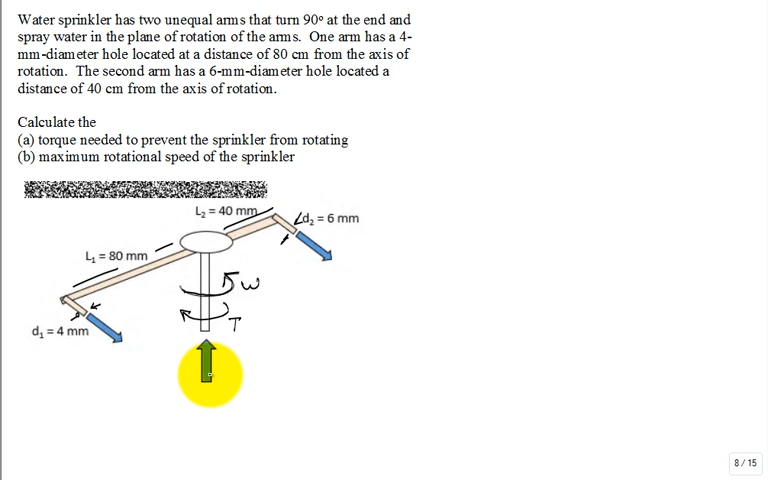 Water sprinkler has two unequal arms that turn 90° at the end and
spray water in the plane of rotation of the arms. One arm has a 4-
mm-diameter hole located at a distance of 80 cm from the axis of
rotation. The second arm has a 6-mm-diameter hole located a
distance of 40 cm from the axis of rotation.
Calculate the
(a) torque needed to prevent the sprinkler from rotating
(b) maximum rotational speed of the sprinkler
L₂ = 40 mm
d₂ = 6 mm
L₁ = 80 mm
ω
T
d₁ = 4 mm
8 / 15